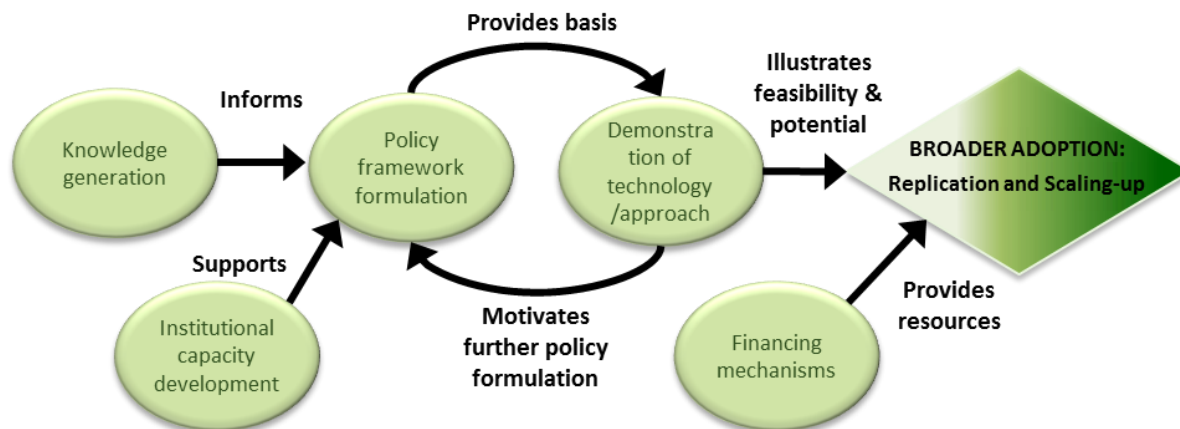 Provides basis
Informs
Illustrates
feasibility &
potential
Knowledge
generation
Policy
framework
formulation
Demonstra
tion of
technology
/approach
BROADER ADOPTION:
Replication and Scaling-up
Supports
Institutional
capacity
development
Motivates
further policy
formulation
Financing
mechanisms
Provides
resources